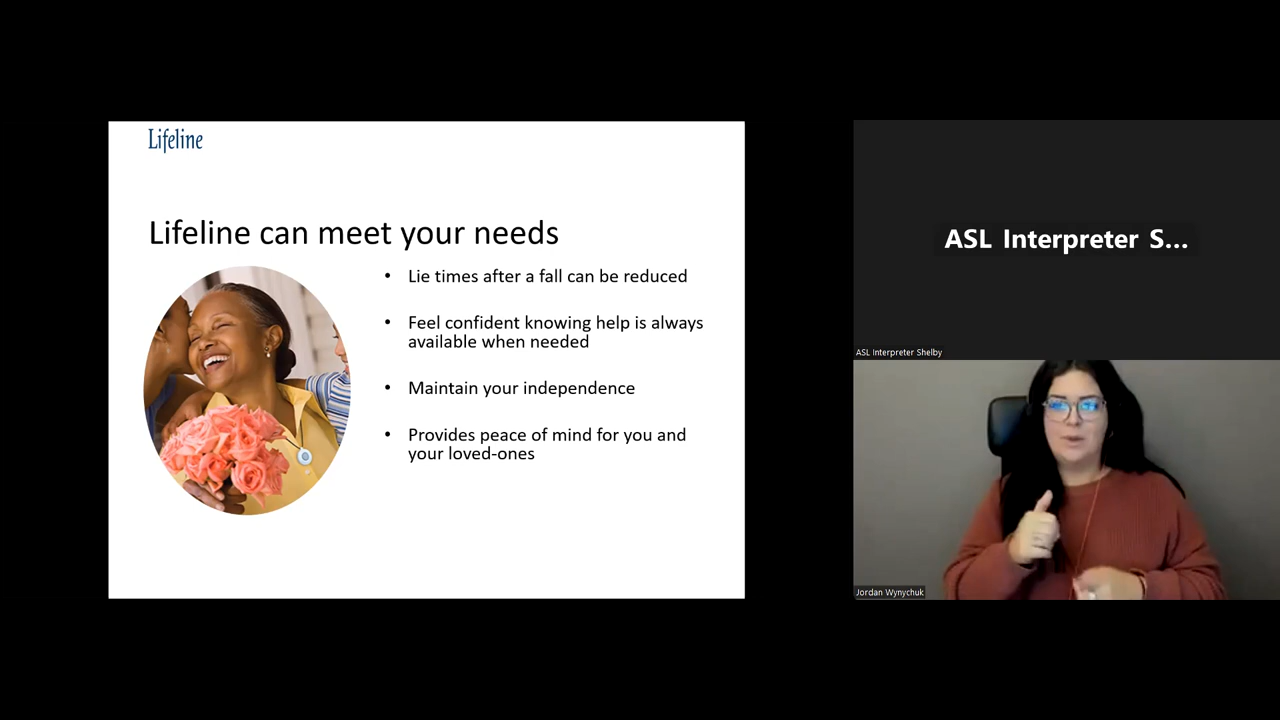 Lifeline
Lifeline can meet your needs
• Lie times after a fall can be reduced
• Feel confident knowing help is always
available when needed
• Maintain your independence
• Provides peace of mind for you and
your loved-ones
ASL Interpreter S...
ASL Interpreter Shelby
Jordan Wynychuk